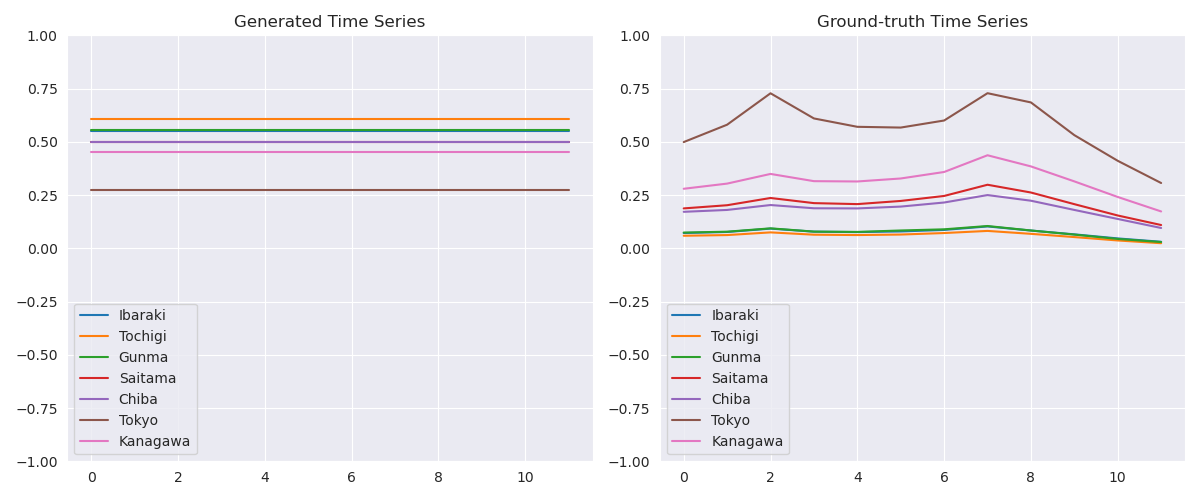 Generated Time Series
1.00
0.75
0.50
0.25
0.00
−0.25
−0.50
−0.75
−1.00
Ibaraki
Tochigi
Gunma
Saitama
Chiba
Tokyo
Kanagawa
0 2 4 6 8 10
Ground-truth Time Series
1.00
0.75
0.50
0.25
0.00
−0.25
−0.50
−0.75
−1.00
Ibaraki
Tochigi
Gunma
Saitama
Chiba
Tokyo
Kanagawa
0 2 4 6 8 10